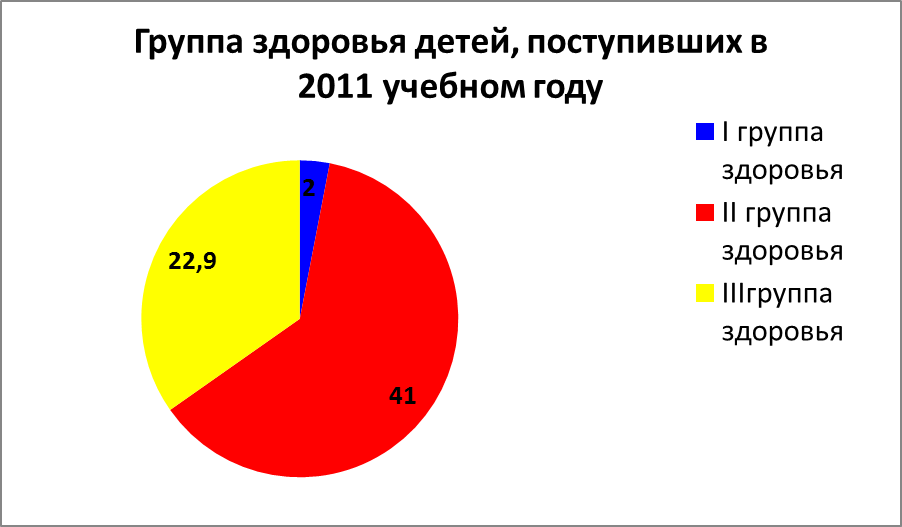 Группа здоровья детей, поступивших в
2011 учебном году
I группа
здоровья
II группа
здоровья
IIIгруппа
здоровья
2
22,9
41